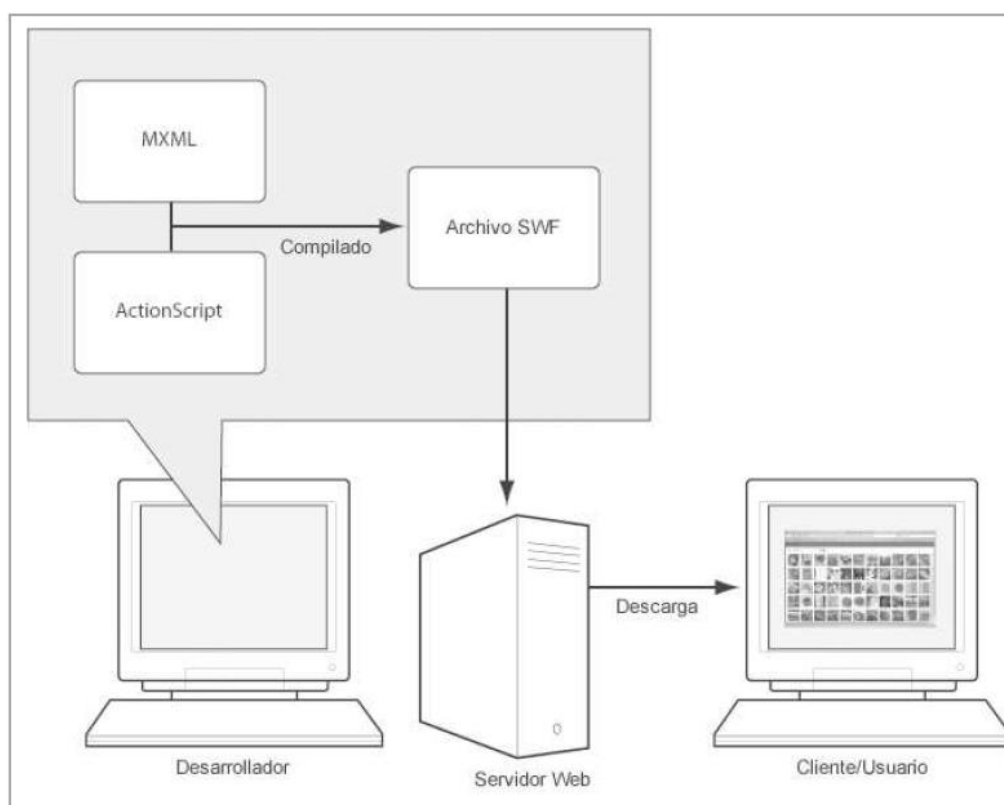 MXML
Archivo SWF
Compilado
ActionScript
Descarga
Desarrollador
Servidor Web
Cliente/Usuario